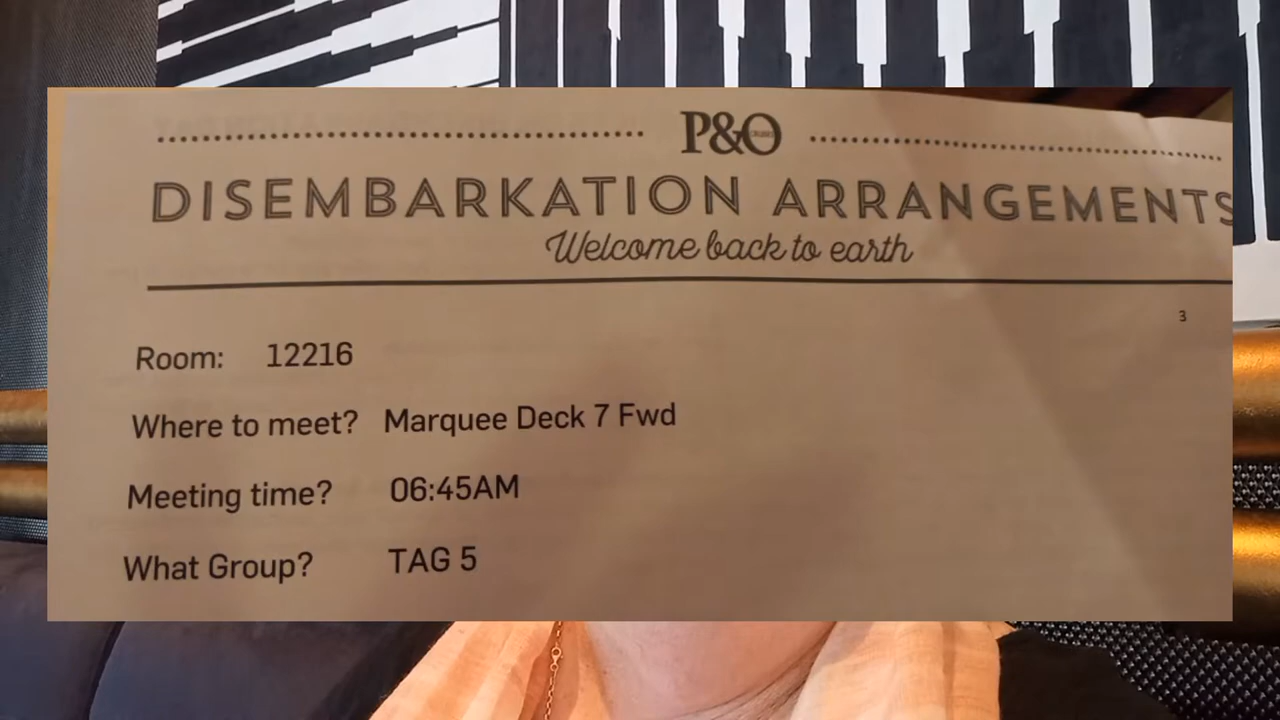 P&O
DISEMBARKATION ARRANGEMENTS
Welcome back to earth
3
Room: 12216
Where to meet? Marquee Deck 7 Fwd
Meeting time? 06:45AM
What Group? TAG 5